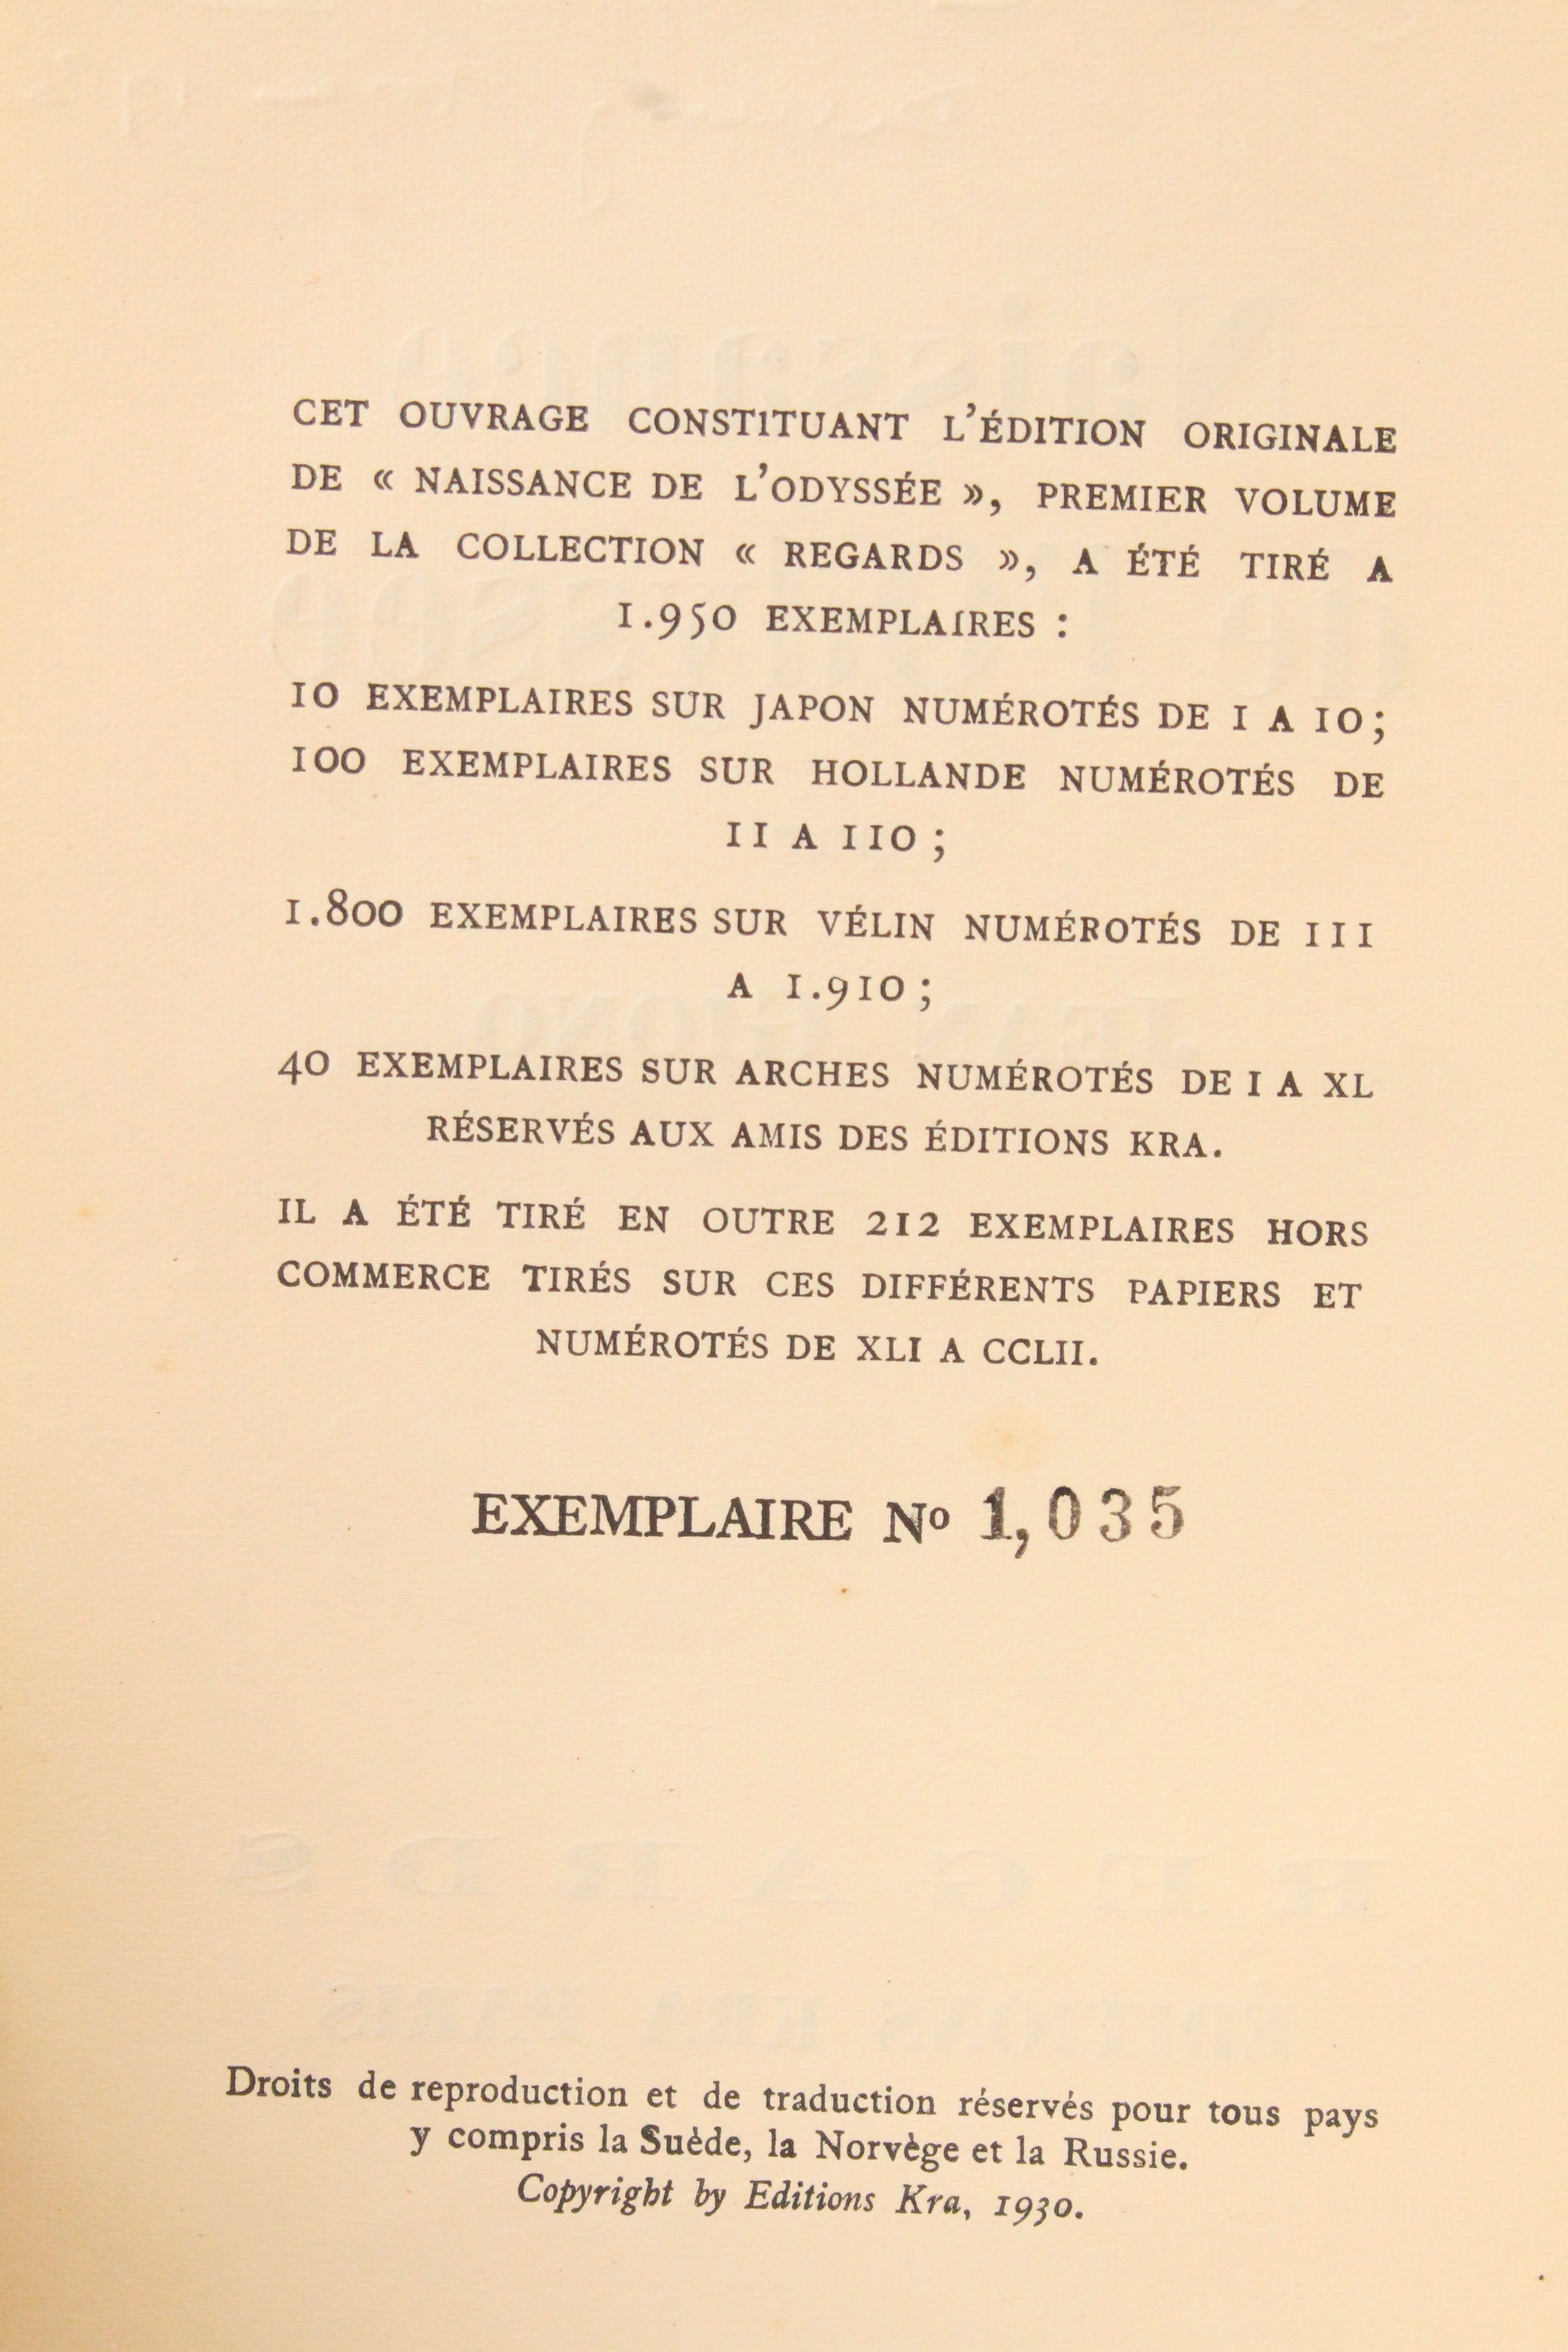 CET OUVRAGE CONSTITUANT L'ÉDITION ORIGINALE
DE « NAISSANCE DE L'ODYSSÉE », PREMIER VOLUME
DE LA COLLECTION « REGARDS », A ÉTÉ TIRÉ A
1.950 EXEMPLAIRES :
10 EXEMPLAIRES SUR JAPON NUMÉROTÉS DE 1 A 10;
100 EXEMPLAIRES SUR HOLLANDE NUMÉROTÉS DE
11 A 110 ;
1.800 EXEMPLAIRES SUR VÉLIN NUMÉROTÉS DE 111
A 1.910 ;
40 EXEMPLAIRES SUR ARCHES NUMÉROTÉS DE I A XL
RÉSERVÉS AUX AMIS DES ÉDITIONS KRA.
IL A ÉTÉ TIRÉ EN OUTRE 212 EXEMPLAIRES HORS
COMMERCE TIRÉS SUR CES DIFFÉRENTS PAPIERS ET
NUMÉROTÉS DE XLI A CCLII.
EXEMPLAIRE No 1,035
Droits de reproduction et de traduction réservés pour tous pays
y compris la Suède, la Norvège et la Russie.
Copyright by Editions Kra, 1930.